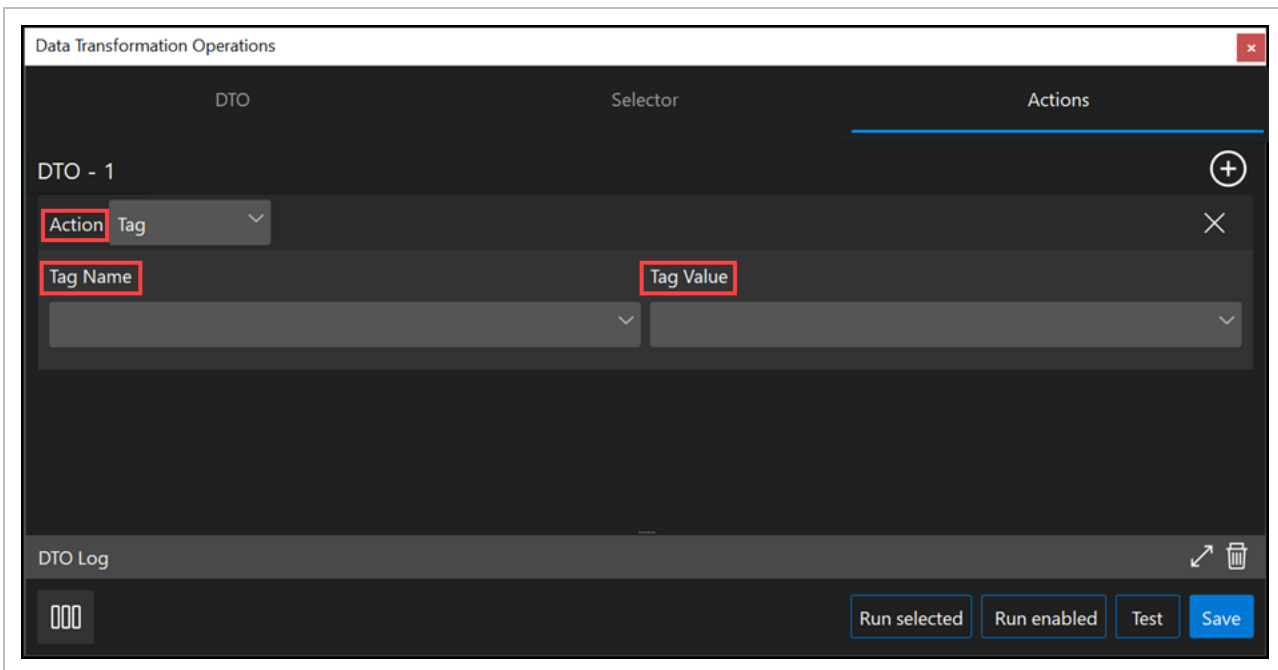 Data Transformation Operations
DTO Selector Actions
DTO - 1
Action Tag
Tag Name Tag Value
DTO Log
Run selected Run enabled Test Save